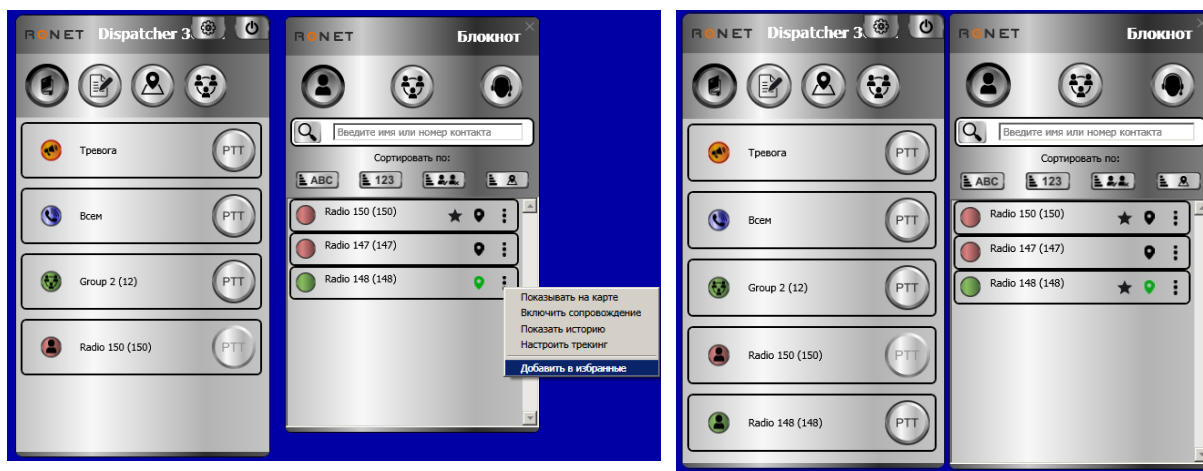 RONET Dispatcher 3
Тревога
PTT
Всем
PTT
Group 2 (12)
PTT
Radio 150 (150)
PTT
RONET Блокнот
Введите имя или номер контакта
Сортировать по:
ABC
123
Radio 150 (150)
Radio 147 (147)
Radio 148 (148)
Показывать на карте
Включить сопровождение
Показать историю
Настроить трекинг
Добавить в избранные
RONET Dispatcher 3
Тревога
PTT
Всем
PTT
Group 2 (12)
PTT
Radio 150 (150)
PTT
Radio 148 (148)
PTT
RONET Блокнот
Введите имя или номер контакта
Сортировать по:
ABC
123
Radio 150 (150)
Radio 147 (147)
Radio 148 (148)